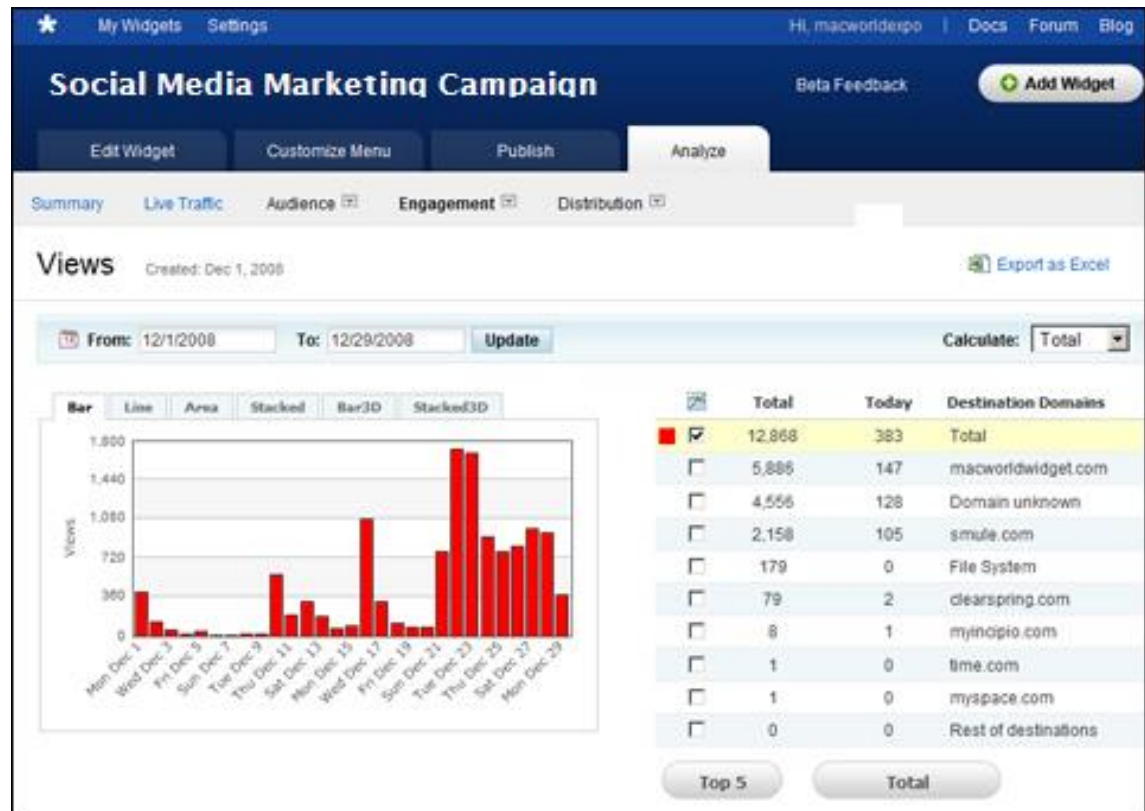 My Widgets Settings Hi, macworldexpo | Docs Forum Blog
Social Media Marketing Campaign Beta Feedback Add Widget
Edit Widget Customize Menu Publish Analyze
Summary Live Traffic Audience Engagement Distribution
Views Created: Dec 1, 2008 Export as Excel
From: 12/1/2008 To: 12/29/2008 Update Calculate: Total
Bar Line Area Stacked Bar3D Stacked3D
Total Today Destination Domains
12,868 383 Total
5,886 147 macworldwidget.com
4,556 128 Domain unknown
2,158 105 smule.com
179 0 File System
79 2 clearspring.com
8 1 myincipio.com
1 0 time.com
1 0 myspace.com
0 0 Rest of destinations
Views
1,800
1,440
1,080
720
360
0
Mon Dec 1
Wed Dec 3
Fri Dec 5
Sun Dec 7
Tue Dec 9
Thu Dec 11
Sat Dec 13
Mon Dec 15
Wed Dec 17
Fri Dec 19
Sun Dec 21
Tue Dec 23
Thu Dec 25
Sat Dec 27
Mon Dec 29
Top 5 Total